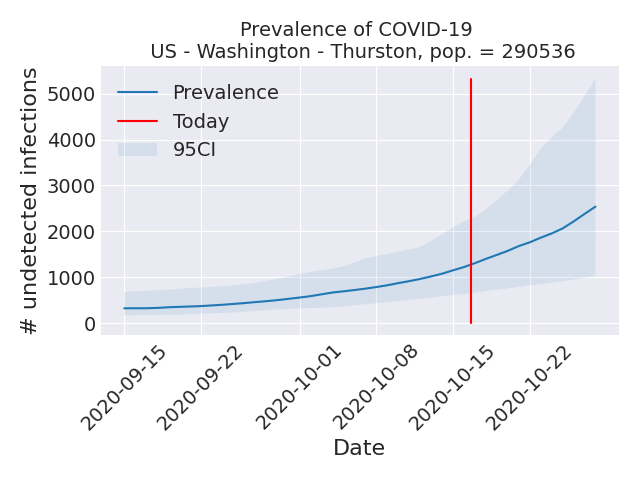 Prevalence of COVID-19
US - Washington - Thurston, pop. = 290536
# undetected infections
5000
4000
3000
2000
1000
0
Prevalence
Today
95CI
2020-09-15
2020-09-22
2020-10-01
2020-10-08
2020-10-15
2020-10-22
Date